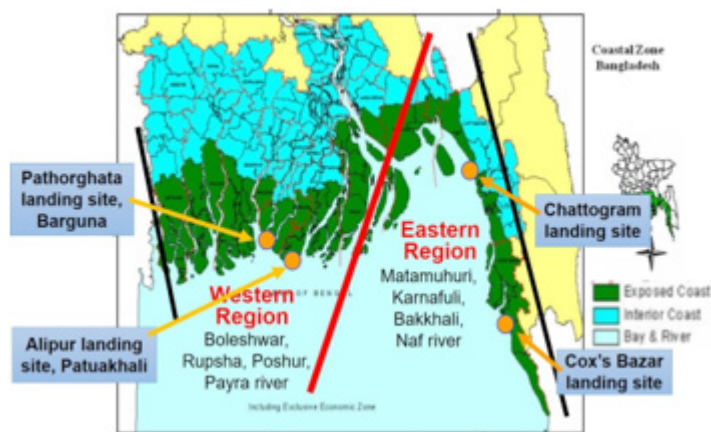 Coastal Zone
Bangladesh
Pathorghata
landing site,
Barguna
Chattogram
landing site
Eastern
Region
Matamuhuri,
Karnafuli,
Bakkhali,
Naf river
Western
Region
OF BENGAL
Boleshwar,
Rupsha, Poshur,
Payra river
Alipur landing
site, Patuakhali
Exposed Coast
Interior Coast
Bay & River
Cox's Bazar
landing site
Including Exclusive Economic Zone